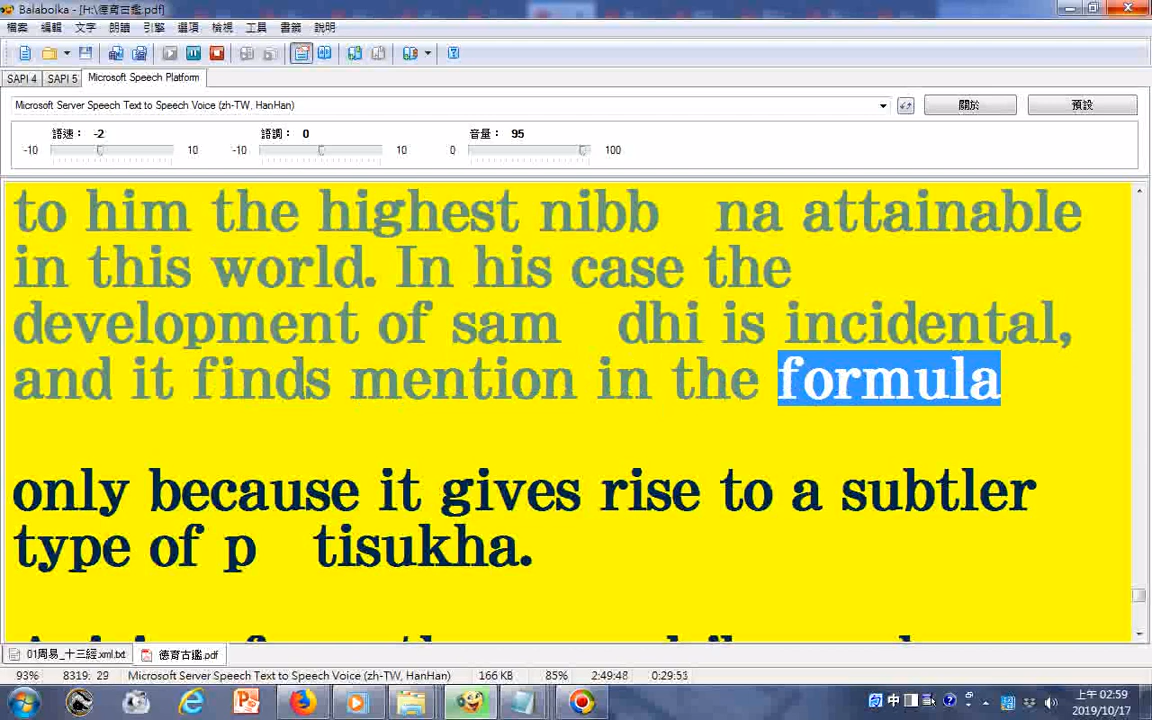 Balabolka - [H:\德育古鑑.pdf]
檔案 編輯 文字 朗讀 引擎 選項 檢視 工具 書籤 說明
SAPI 4 SAPI 5 Microsoft Speech Platform
Microsoft Server Speech Text to Speech Voice (zh-TW, HanHan) 關於 預設
語速： -2 語調： 0 音量： 95
-10 10 -10 10 0 100
to him the highest nibb na attainable
in this world. In his case the
development of sam dhi is incidental,
and it finds mention in the formula
only because it gives rise to a subtler
type of p tisukha.
01周易_十三經.xml.txt 德育古鑑.pdf
93% 8319: 29 Microsoft Server Speech Text to Speech Voice (zh-TW, HanHan) 166 KB 85% 2:49:48 0:29:53
中
上午 02:59
2019/10/17